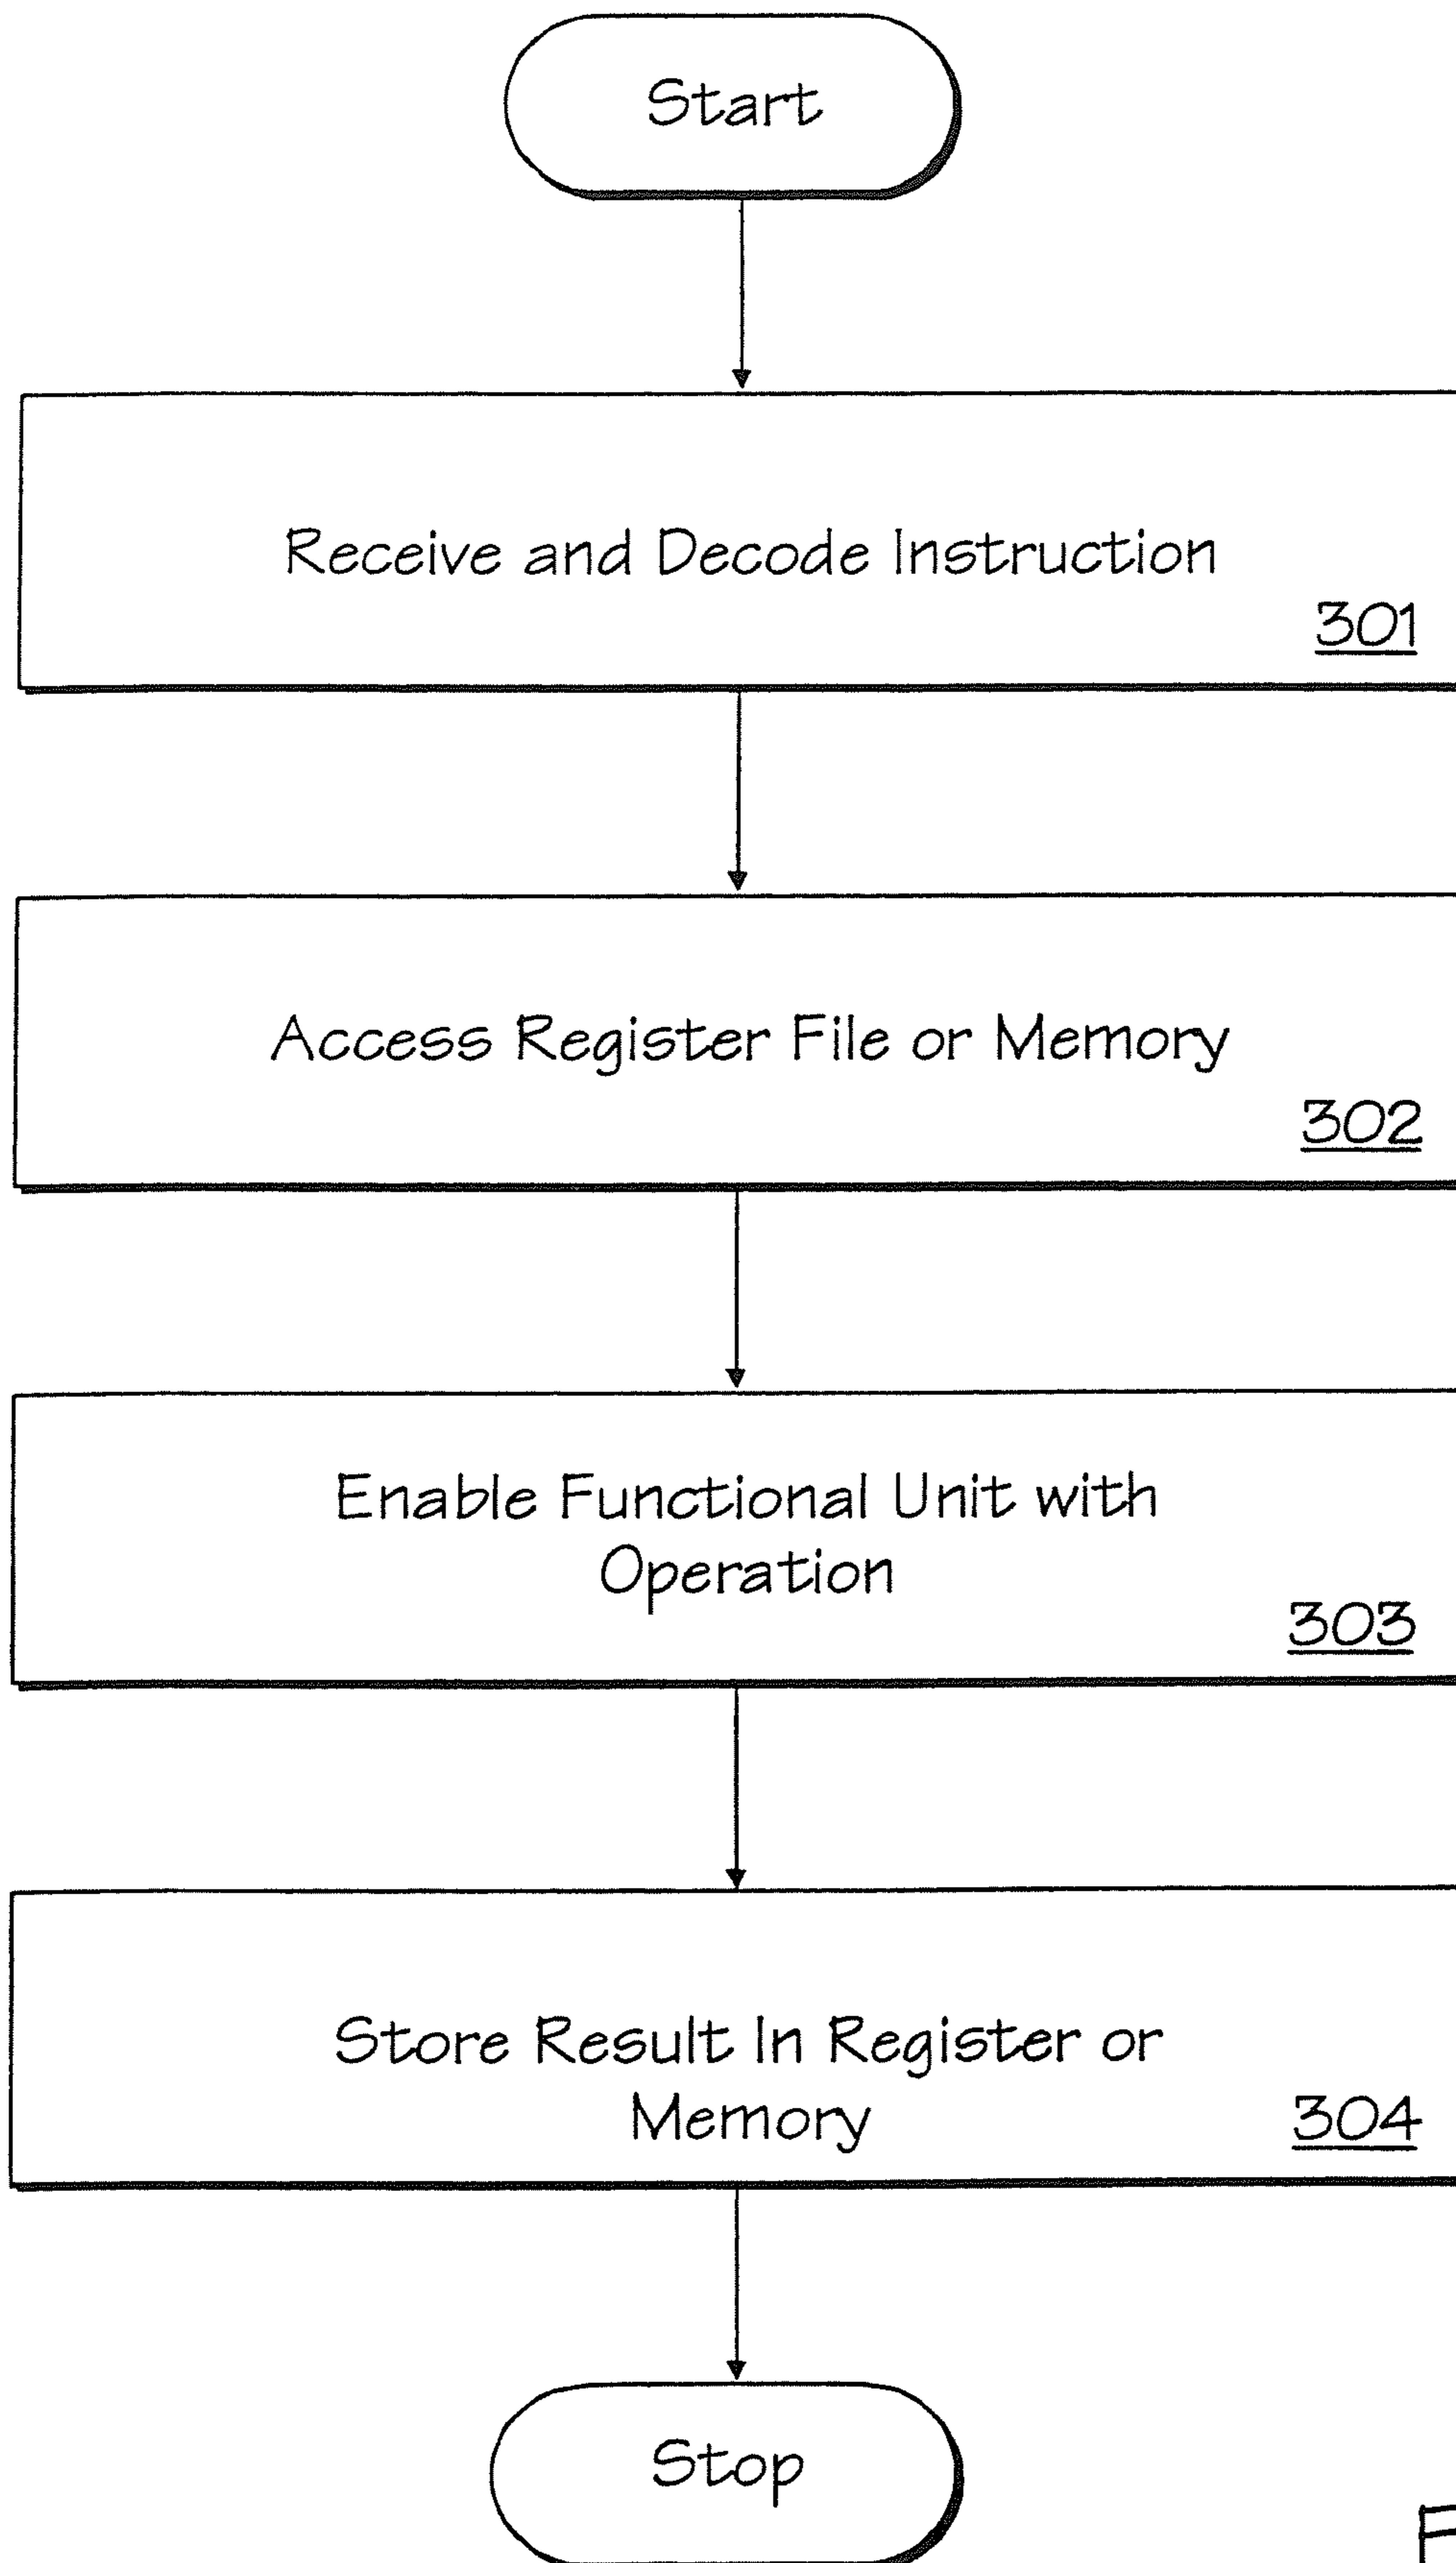 Start
Receive and Decode Instruction
301
Access Register File or Memory
302
Enable Functional Unit with
Operation
303
Store Result In Register or
Memory
304
Stop